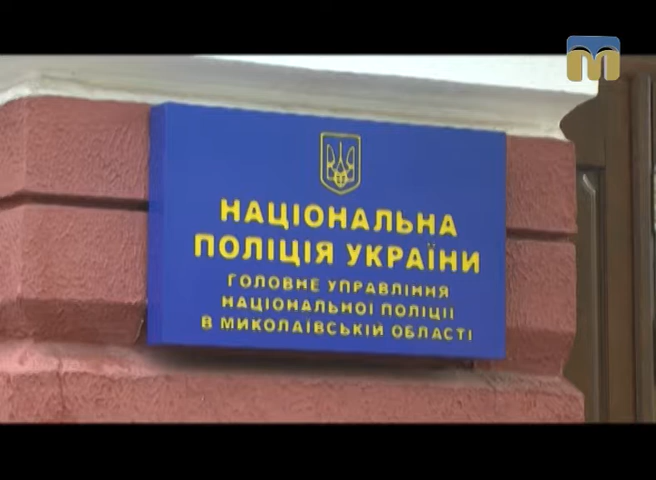 НАЦІОНАЛЬНА
ПОЛІЦІЯ УКРАЇНИ
ГОЛОВНЕ УПРАВЛІННЯ
НАЦІОНАЛЬНОЇ ПОЛІЦІЇ
В МИКОЛАЇВСЬКІЙ ОБЛАСТІ